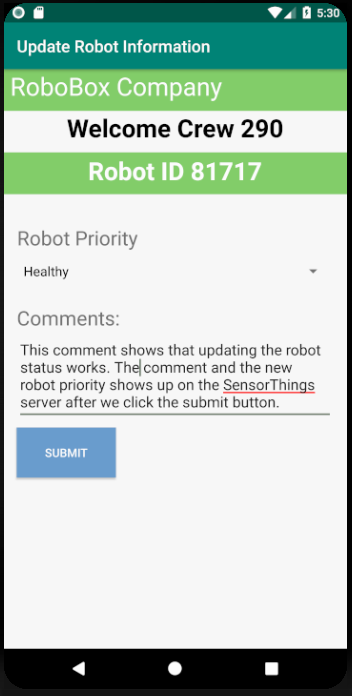 5:30
Update Robot Information
RoboBox Company
Welcome Crew 290
Robot ID 81717
Robot Priority
Healthy
Comments:
This comment shows that updating the robot
status works. The comment and the new
robot priority shows up on the SensorThings
server after we click the submit button.
SUBMIT